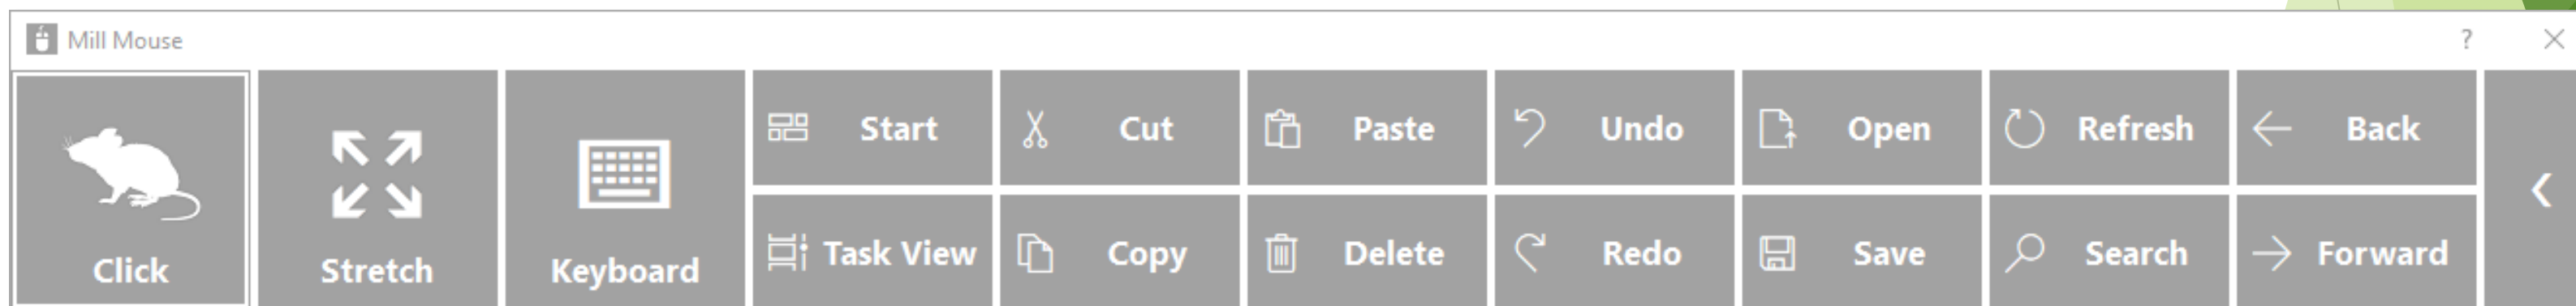 Mill Mouse ?
Start Cut Paste Undo Open Refresh Back
Task View Copy Delete Redo Save Search Forward
Click Stretch Keyboard